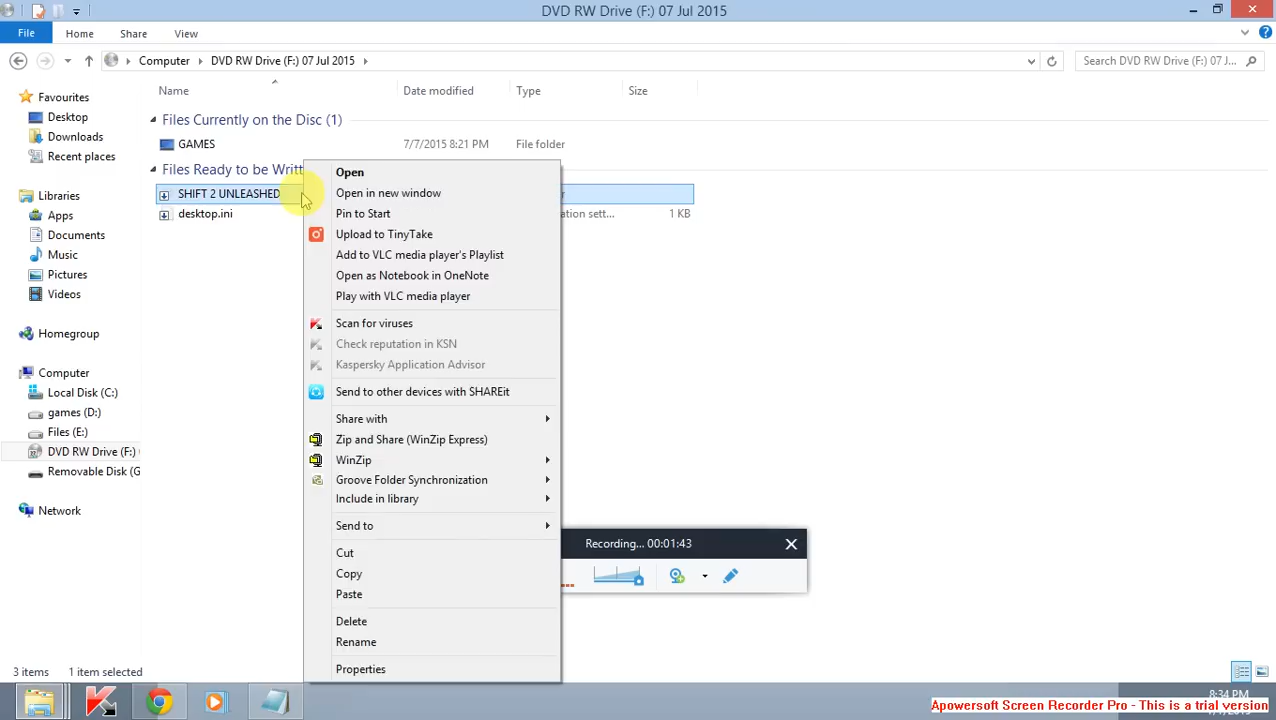 DVD RW Drive (F:) 07 Jul 2015
File Home Share View
Computer DVD RW Drive (F:) 07 Jul 2015
Search DVD RW Drive (F:) 07 J...
Name Date modified Type Size
Favourites
Desktop
Downloads
Recent places
Libraries
Apps
Documents
Music
Pictures
Videos
Homegroup
Computer
Local Disk (C:)
games (D:)
Files (E:)
DVD RW Drive (F:)
Removable Disk (G
Network
Files Currently on the Disc (1)
GAMES 7/7/2015 8:21 PM File folder
Files Ready to be Writt
SHIFT 2 UNLEASHED r
desktop.ini ation sett... 1 KB
Open
Open in new window
Pin to Start
Upload to TinyTake
Add to VLC media player's Playlist
Open as Notebook in OneNote
Play with VLC media player
Scan for viruses
Check reputation in KSN
Kaspersky Application Advisor
Send to other devices with SHAREit
Share with
Zip and Share (WinZip Express)
WinZip
Groove Folder Synchronization
Include in library
Send to
Cut
Copy
Paste
Delete
Rename
Properties
Recording... 00:01:43
3 items 1 item selected
8:34 PM
Apowersoft Screen Recorder Pro - This is a trial version